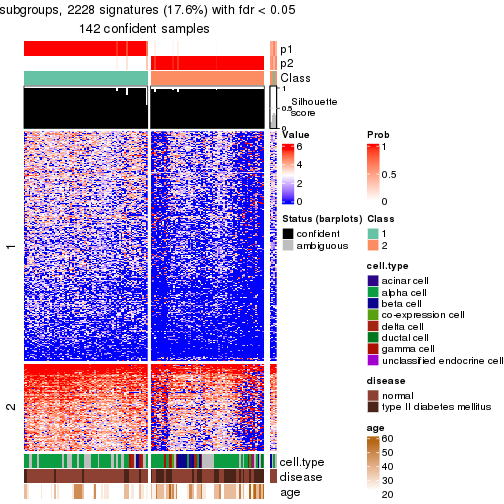 subgroups, 2228 signatures (17.6%) with fdr < 0.05
142 confident samples
p1
p2
Class
1
0.5
0
Silhouette
score
Value
6
4
2
0
Prob
1
0.5
0
Status (barplots)
confident
ambiguous
Class
1
2
cell.type
acinar cell
alpha cell
beta cell
co-expression cell
delta cell
ductal cell
gamma cell
unclassified endocrine cell
disease
normal
type II diabetes mellitus
age
60
50
40
30
20
1
2
cell.type
disease
age